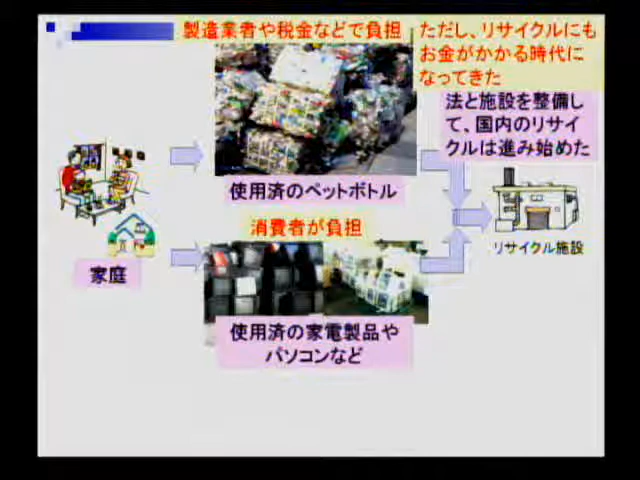 製造業者や税金などで負担
ただし、リサイクルにも
お金がかかる時代に
なってきた
法と施設を整備し
て、国内のリサイ
クルは進み始めた
使用済のペットボトル
消費者が負担
リサイクル施設
家庭
使用済の家電製品や
パソコンなど